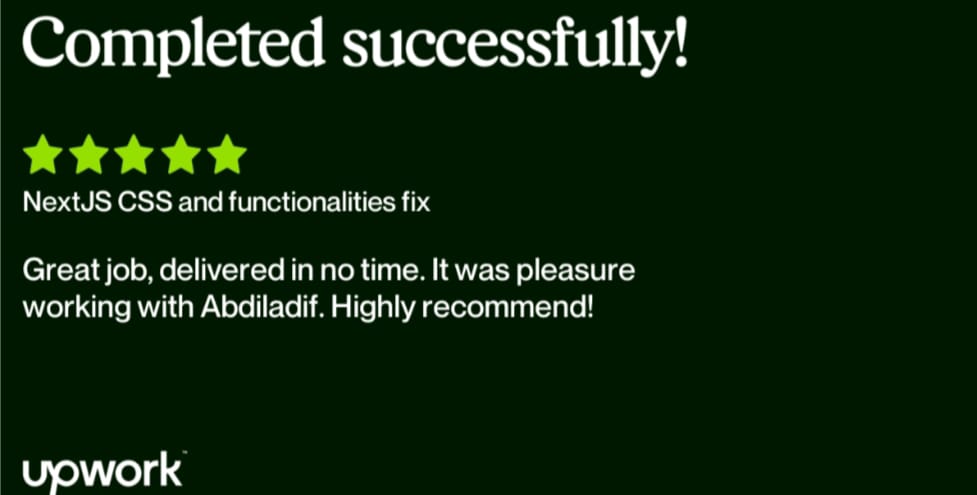 Completed successfully!
NextJS CSS and functionalities fix
Great job, delivered in no time. It was pleasure
working with Abdiladif. Highly recommend!
upwork™